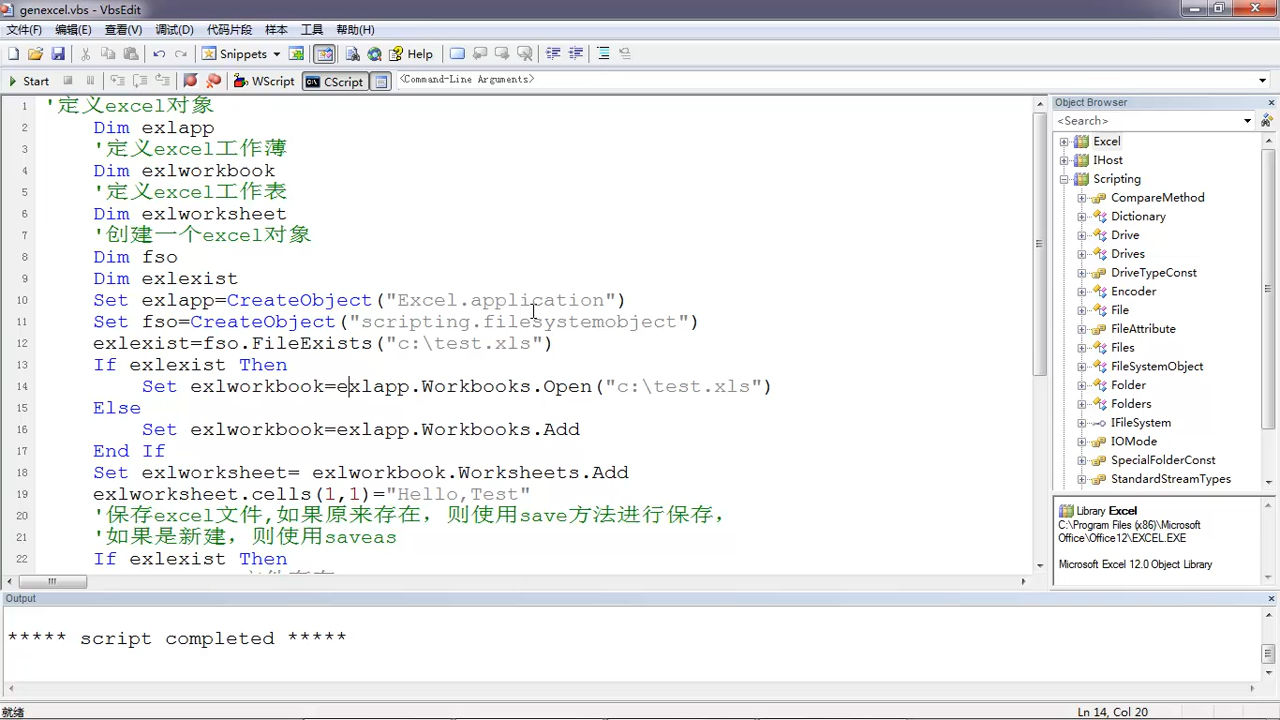 genexcel.vbs - VbsEdit
文件(F) 编辑(E) 查看(V) 调试(D) 代码片段 样本 工具 帮助(H)
Snippets Help
Start WScript CScript <Command-Line Arguments>
1 '定义excel对象
2 Dim exlapp
3 '定义excel工作薄
4 Dim exlworkbook
5 '定义excel工作表
6 Dim exlworksheet
7 '创建一个excel对象
8 Dim fso
9 Dim exlexist
10 Set exlapp=CreateObject("Excel.application")
11 Set fso=CreateObject("scripting.filesystemobject")
12 exlexist=fso.FileExists("c:\test.xls")
13 If exlexist Then
14 Set exlworkbook=exlapp.Workbooks.Open("c:\test.xls")
15 Else
16 Set exlworkbook=exlapp.Workbooks.Add
17 End If
18 Set exlworksheet= exlworkbook.Worksheets.Add
19 exlworksheet.cells(1,1)="Hello,Test"
20 '保存excel文件,如果原来存在，则使用save方法进行保存，
21 '如果是新建，则使用saveas
22 If exlexist Then
Object Browser
<Search>
Excel
IHost
Scripting
CompareMethod
Dictionary
Drive
Drives
DriveTypeConst
Encoder
File
FileAttribute
Files
FileSystemObject
Folder
Folders
IFileSystem
IOMode
SpecialFolderConst
StandardStreamTypes
Library Excel
C:\Program Files (x86)\Microsoft
Office\Office12\EXCEL.EXE
Microsoft Excel 12.0 Object Library
Output
***** script completed *****
就绪 Ln 14, Col 20